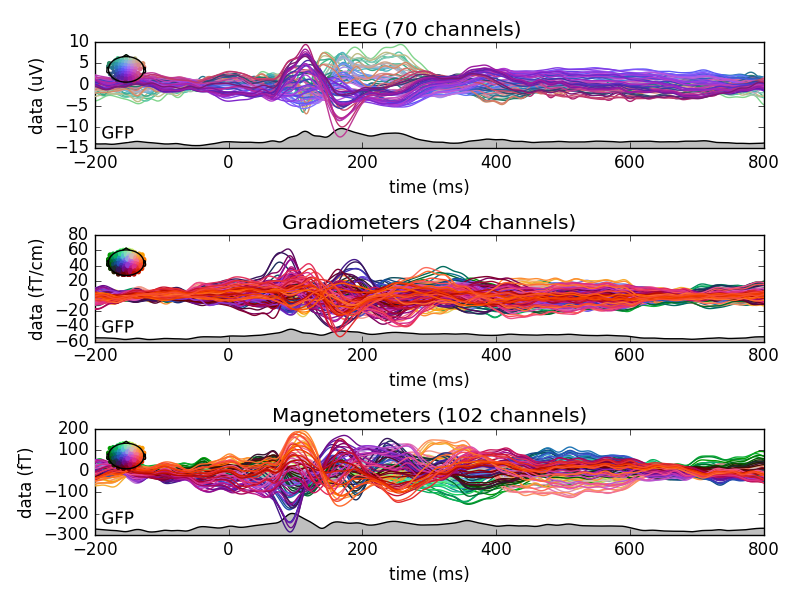 EEG (70 channels)
data (uV)
10
5
0
−5
−10
−15
GFP
−200 0 200 400 600 800
time (ms)
Gradiometers (204 channels)
data (fT/cm)
80
60
40
20
0
−20
−40
−60
GFP
−200 0 200 400 600 800
time (ms)
Magnetometers (102 channels)
data (fT)
200
100
0
−100
−200
−300
GFP
−200 0 200 400 600 800
time (ms)